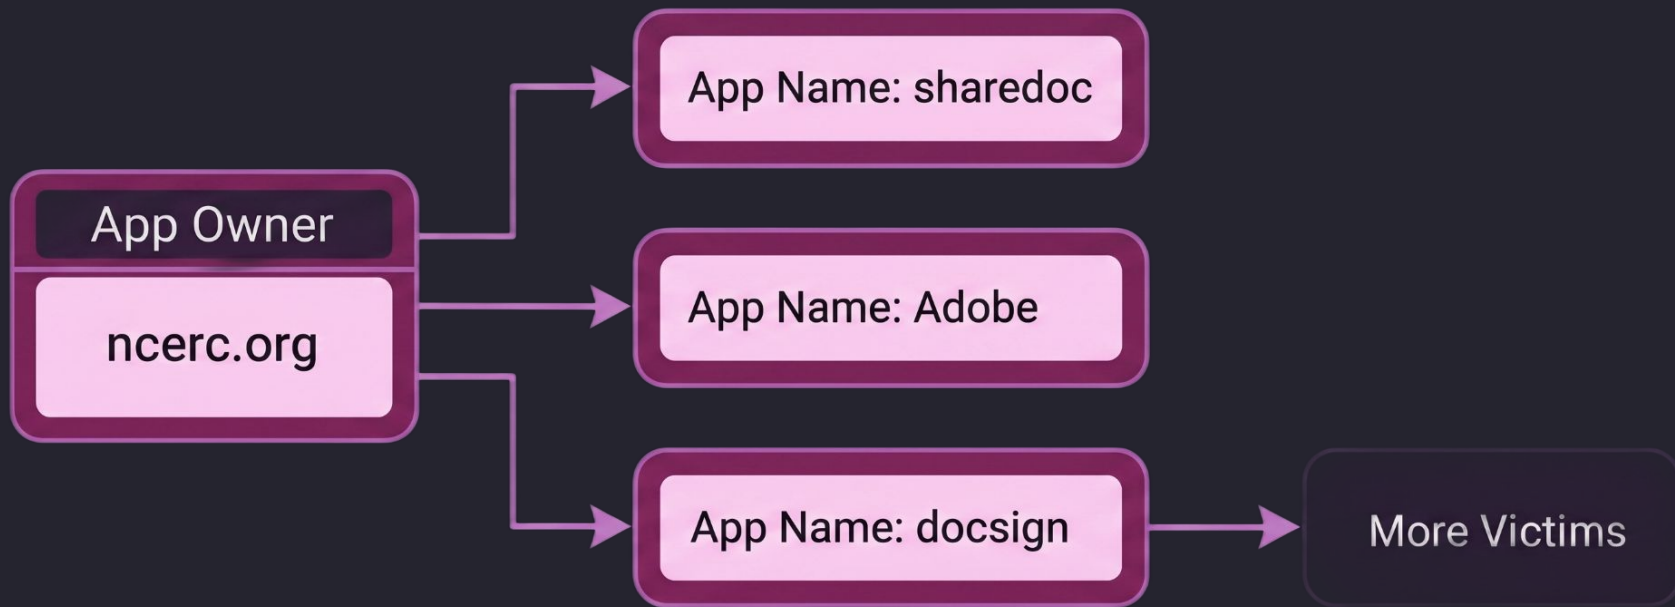 App Owner
ncerc.org
App Name: sharedoc
App Name: Adobe
App Name: docsign
More Victims